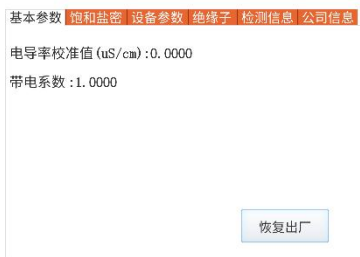 基本参数 饱和盐密 设备参数 绝缘子 检测信息 公司信息
电导率校准值(uS/cm):0.0000
带电系数:1.0000
恢复出厂